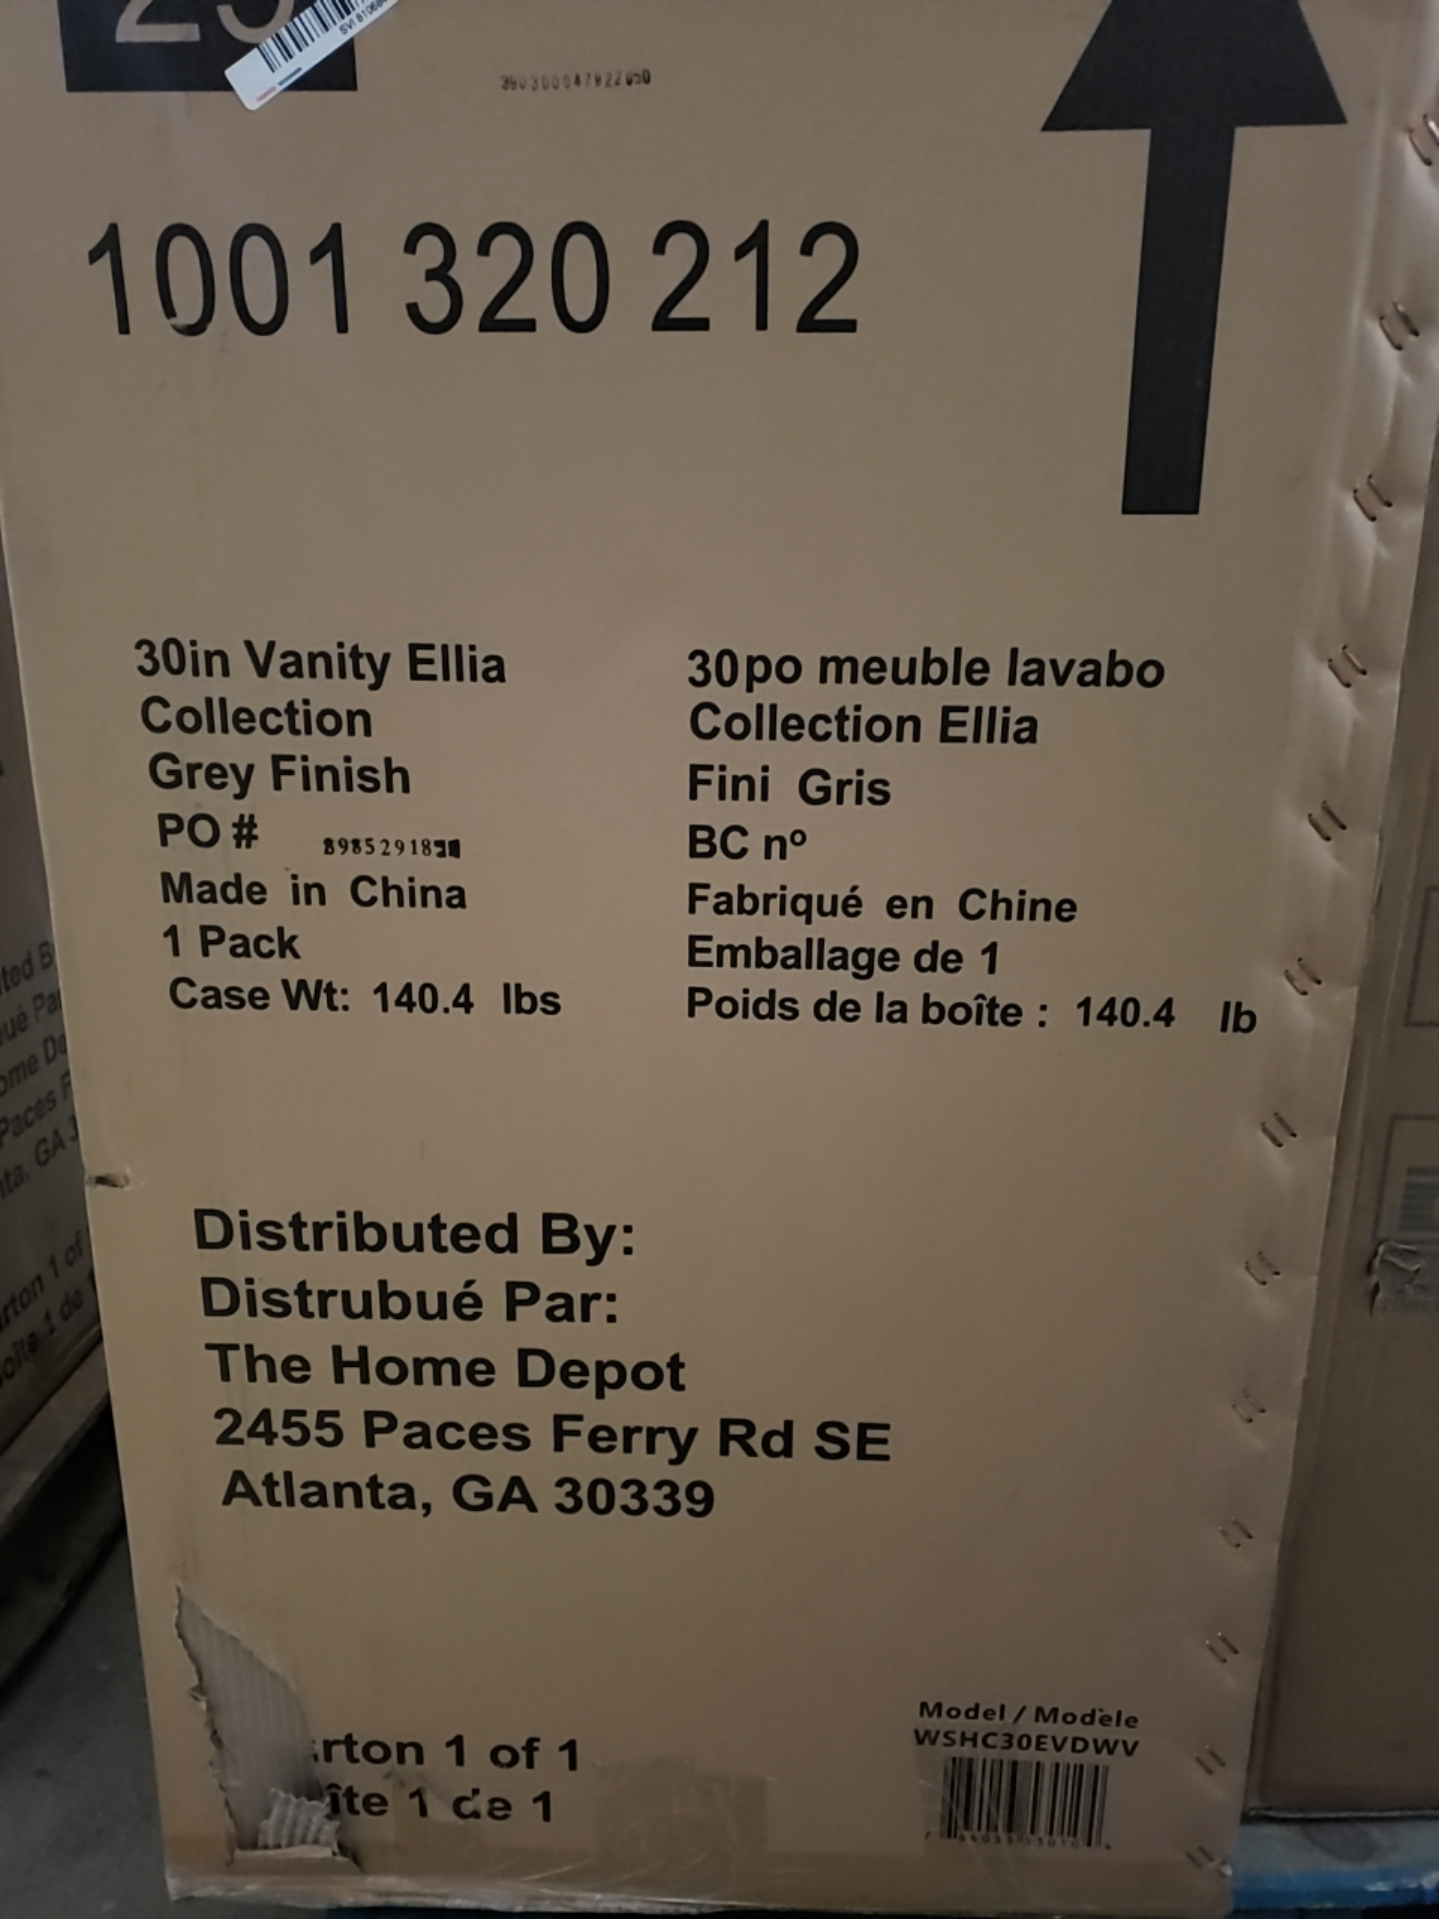 1001 320 212
30in Vanity Ellia
Collection
Grey Finish
PO #
Made in China
1 Pack
Case Wt: 140.4 lbs
30po meuble lavabo
Collection Ellia
Fini Gris
BC nº
Fabriqué en Chine
Emballage de 1
Poids de la boîte : 140.4 lb
Distributed By:
Distrubué Par:
The Home Depot
2455 Paces Ferry Rd SE
Atlanta, GA 30339
rton 1 of 1
îte 1 de 1
Model / Modèle
WSHC30EVDWV